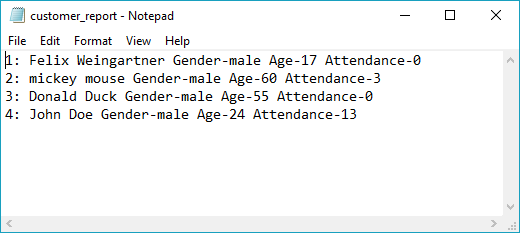 customer_report - Notepad
File Edit Format View Help
1: Felix Weingartner Gender-male Age-17 Attendance-0
2: mickey mouse Gender-male Age-60 Attendance-3
3: Donald Duck Gender-male Age-55 Attendance-0
4: John Doe Gender-male Age-24 Attendance-13